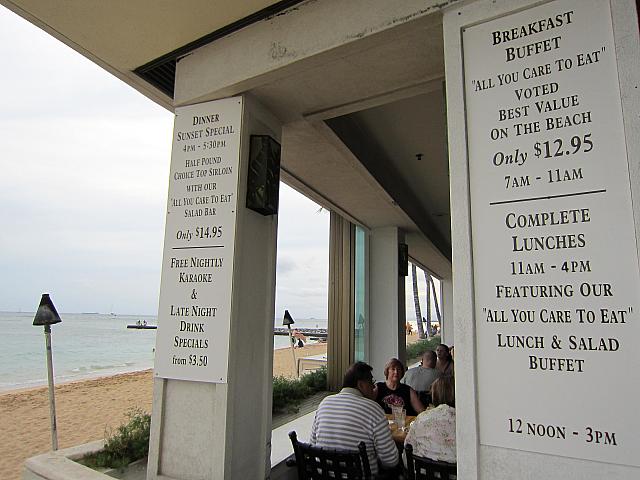 DINNER
SUNSET SPECIAL
4PM - 5:30PM
HALF POUND
CHOICE TOP SIRLOIN
WITH OUR
"ALL YOU CARE TO EAT"
SALAD BAR
Only $14.95
FREE NIGHTLY
KARAOKE
&
LATE NIGHT
DRINK
SPECIALS
from $3.50
BREAKFAST
BUFFET
"ALL YOU CARE TO EAT"
VOTED
BEST VALUE
ON THE BEACH
Only $12.95
7AM - 11AM
COMPLETE
LUNCHES
11AM - 4PM
FEATURING OUR
"ALL YOU CARE TO EAT"
LUNCH & SALAD
BUFFET
12 NOON - 3PM